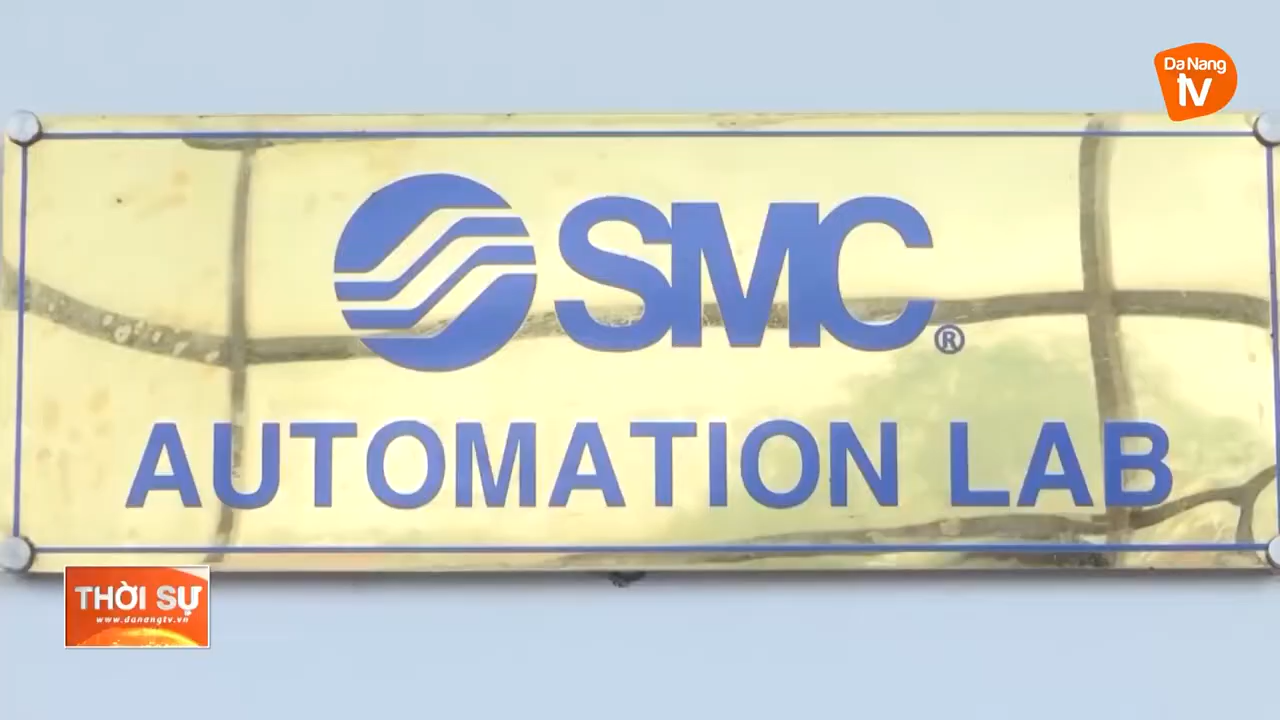 Da Nang
tv
SMC®
AUTOMATION LAB
THỜI SỰ
www.danangtv.vn